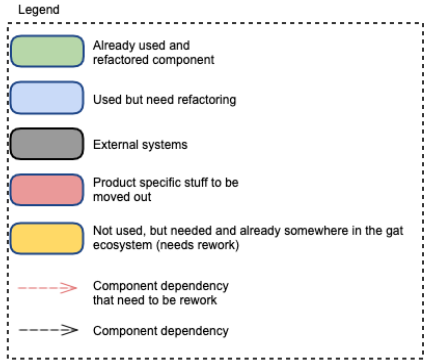 Legend
Already used and
refactored component
Used but need refactoring
External systems
Product specific stuff to be
moved out
Not used, but needed and already somewhere in the gat
ecosystem (needs rework)
Component dependency
that need to be rework
Component dependency